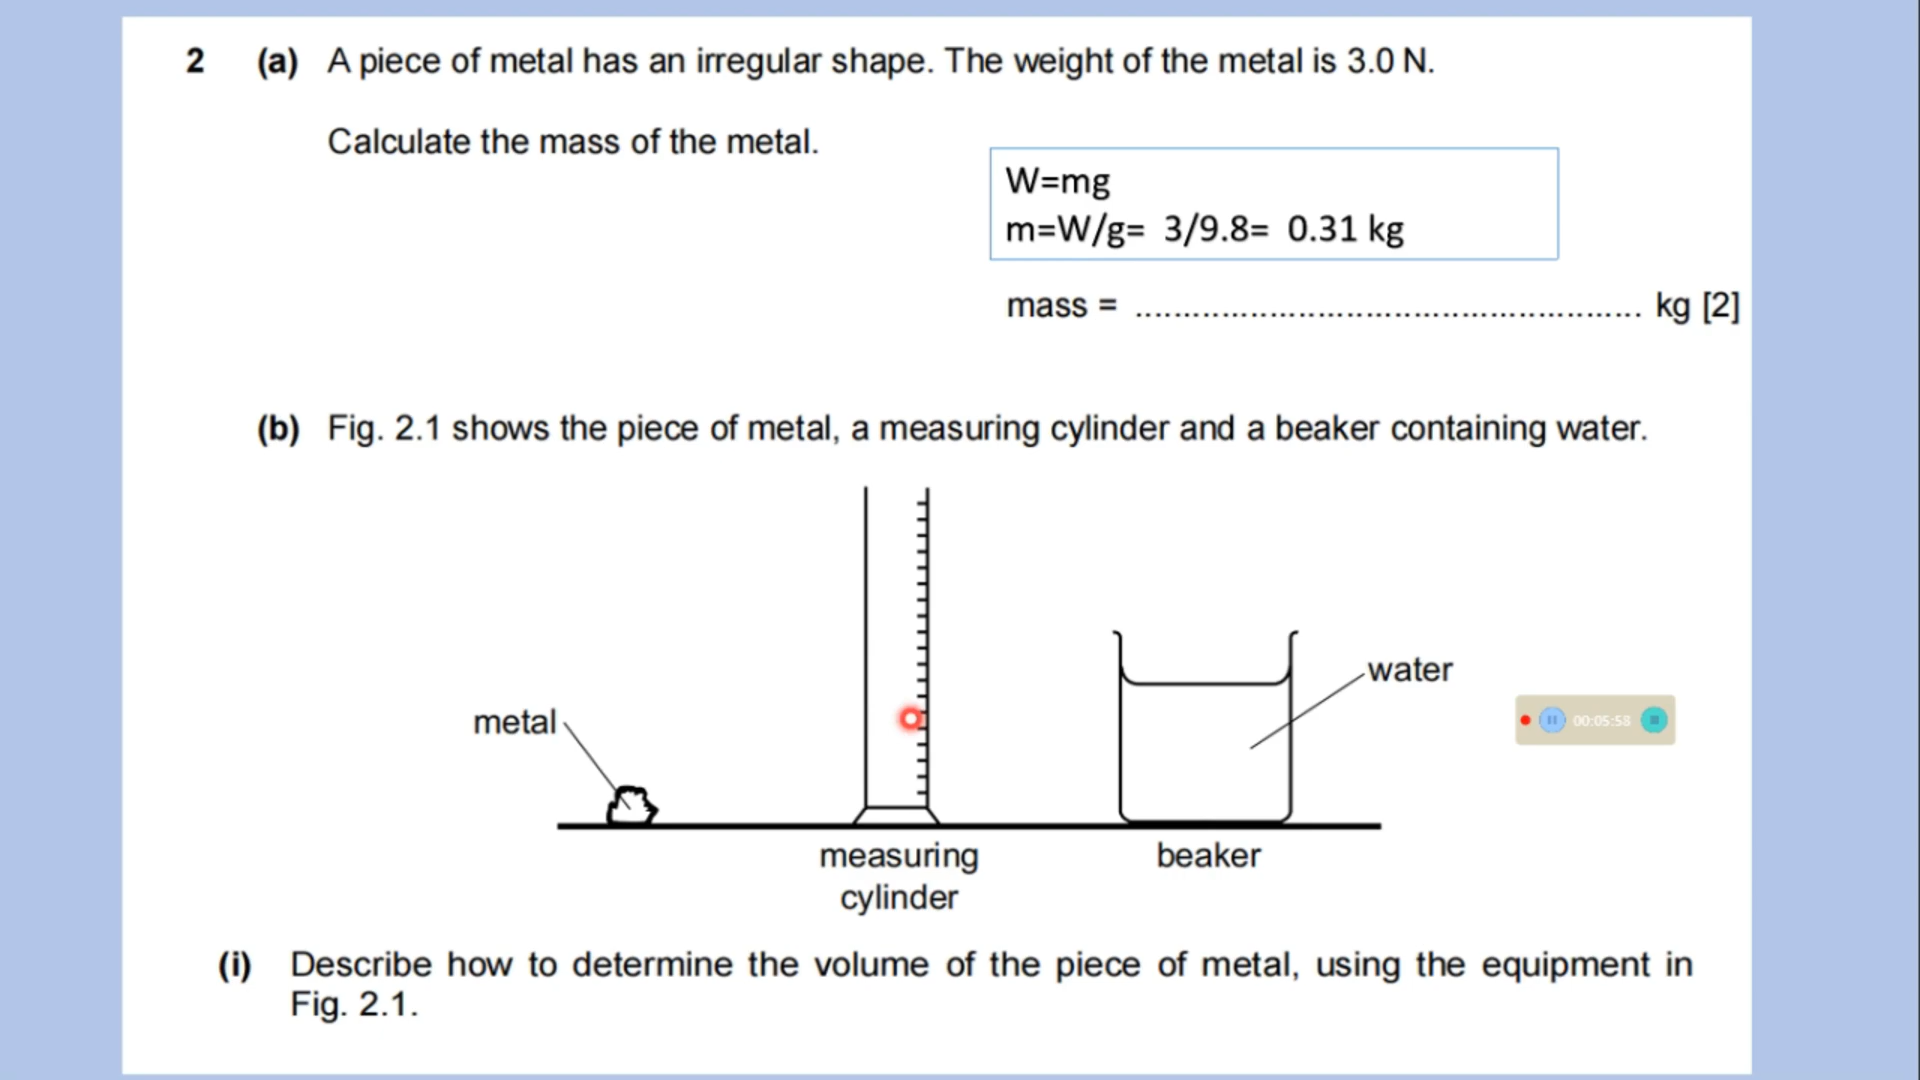 2 (a) A piece of metal has an irregular shape. The weight of the metal is 3.0 N.
Calculate the mass of the metal.
W=mg
m=W/g= 3/9.8= 0.31 kg
mass = ........................................................ kg [2]
(b) Fig. 2.1 shows the piece of metal, a measuring cylinder and a beaker containing water.
water
metal
00:05:58
measuring
cylinder
beaker
(i) Describe how to determine the volume of the piece of metal, using the equipment in
Fig. 2.1.